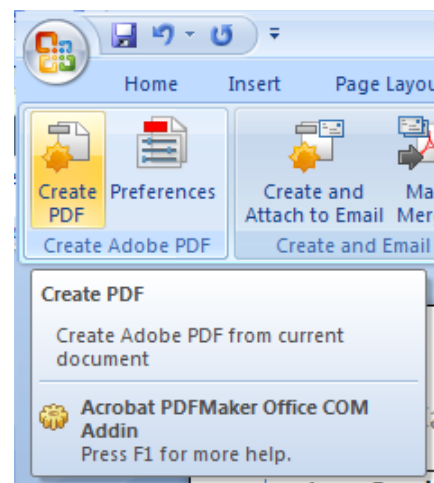 Home Insert Page Layou
Create PDF
Preferences
Create and Attach to Email
Ma
Mer
Create Adobe PDF
Create and Email
Create PDF
Create Adobe PDF from current
document
Acrobat PDFMaker Office COM
Addin
Press F1 for more help.